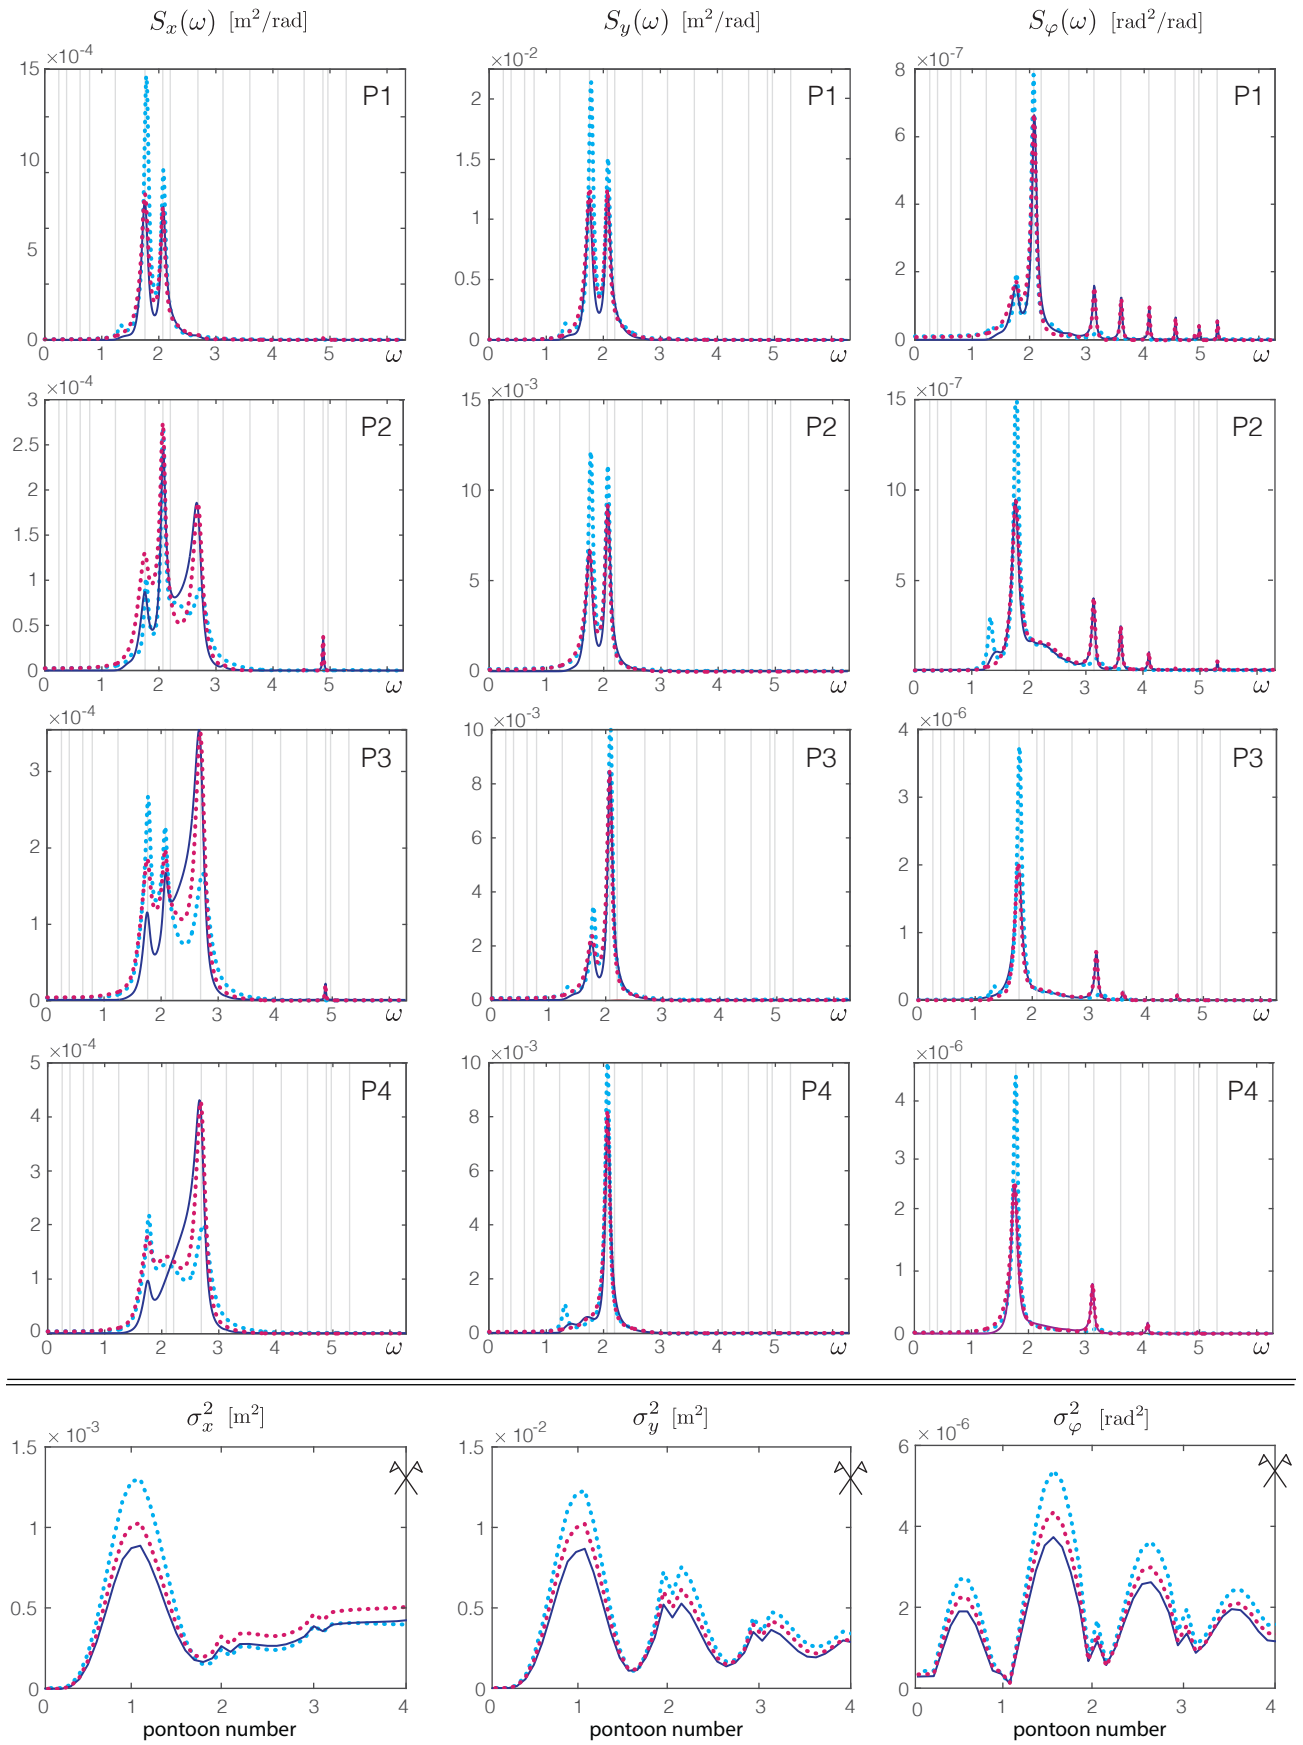 S_x(ω) [m²/rad] S_y(ω) [m²/rad] S_φ(ω) [rad²/rad]
×10⁻⁴ ×10⁻² ×10⁻⁷
15 10 5 0
P1
0 1 2 3 4 5 ω
2 1.5 1 0.5 0
P1
0 1 2 3 4 5 ω
8 6 4 2 0
P1
0 1 2 3 4 5 ω
×10⁻⁴ ×10⁻³ ×10⁻⁷
3 2.5 2 1.5 1 0.5 0
P2
0 1 2 3 4 5 ω
15 10 5 0
P2
0 1 2 3 4 5 ω
15 10 5 0
P2
0 1 2 3 4 5 ω
×10⁻⁴ ×10⁻³ ×10⁻⁶
3 2 1 0
P3
0 1 2 3 4 5 ω
10 8 6 4 2 0
P3
0 1 2 3 4 5 ω
4 3 2 1 0
P3
0 1 2 3 4 5 ω
×10⁻⁴ ×10⁻³ ×10⁻⁶
5 4 3 2 1 0
P4
0 1 2 3 4 5 ω
10 8 6 4 2 0
P4
0 1 2 3 4 5 ω
4 3 2 1 0
P4
0 1 2 3 4 5 ω
σ²_x [m²] σ²_y [m²] σ²_φ [rad²]
× 10⁻³ × 10⁻² × 10⁻⁶
1.5 1 0.5 0
0 1 2 3 4
pontoon number
1.5 1 0.5 0
0 1 2 3 4
pontoon number
6 4 2 0
0 1 2 3 4
pontoon number